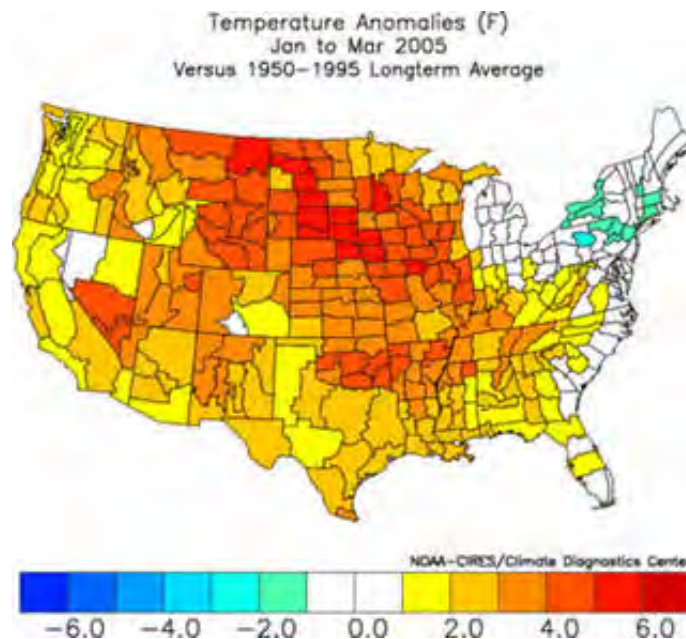 Temperature Anomalies (F)
Jan to Mar 2005
Versus 1950-1995 Longterm Average
NOAA-CIRES/Climate Diagnostics Cente
-6.0 -4.0 -2.0 0.0 2.0 4.0 6.0